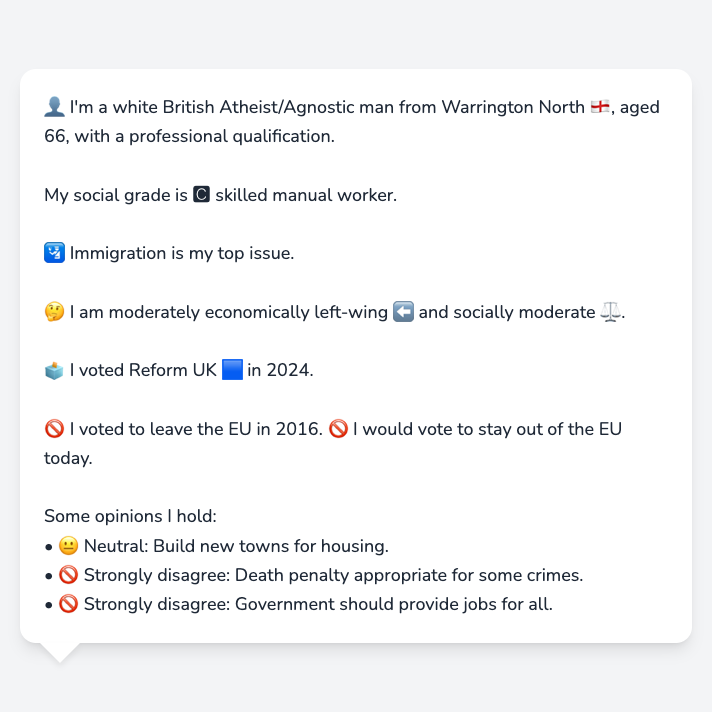 👤 I'm a white British Atheist/Agnostic man from Warrington North 🏴󠁧󠁢󠁥󠁮󠁧󠁿, aged
66, with a professional qualification.
My social grade is 🅲 skilled manual worker.
🛂 Immigration is my top issue.
🤔 I am moderately economically left-wing ⬅️ and socially moderate ⚖️.
🗳️ I voted Reform UK 🟦 in 2024.
🚫 I voted to leave the EU in 2016. 🚫 I would vote to stay out of the EU
today.
Some opinions I hold:
• 😐 Neutral: Build new towns for housing.
• 🚫 Strongly disagree: Death penalty appropriate for some crimes.
• 🚫 Strongly disagree: Government should provide jobs for all.